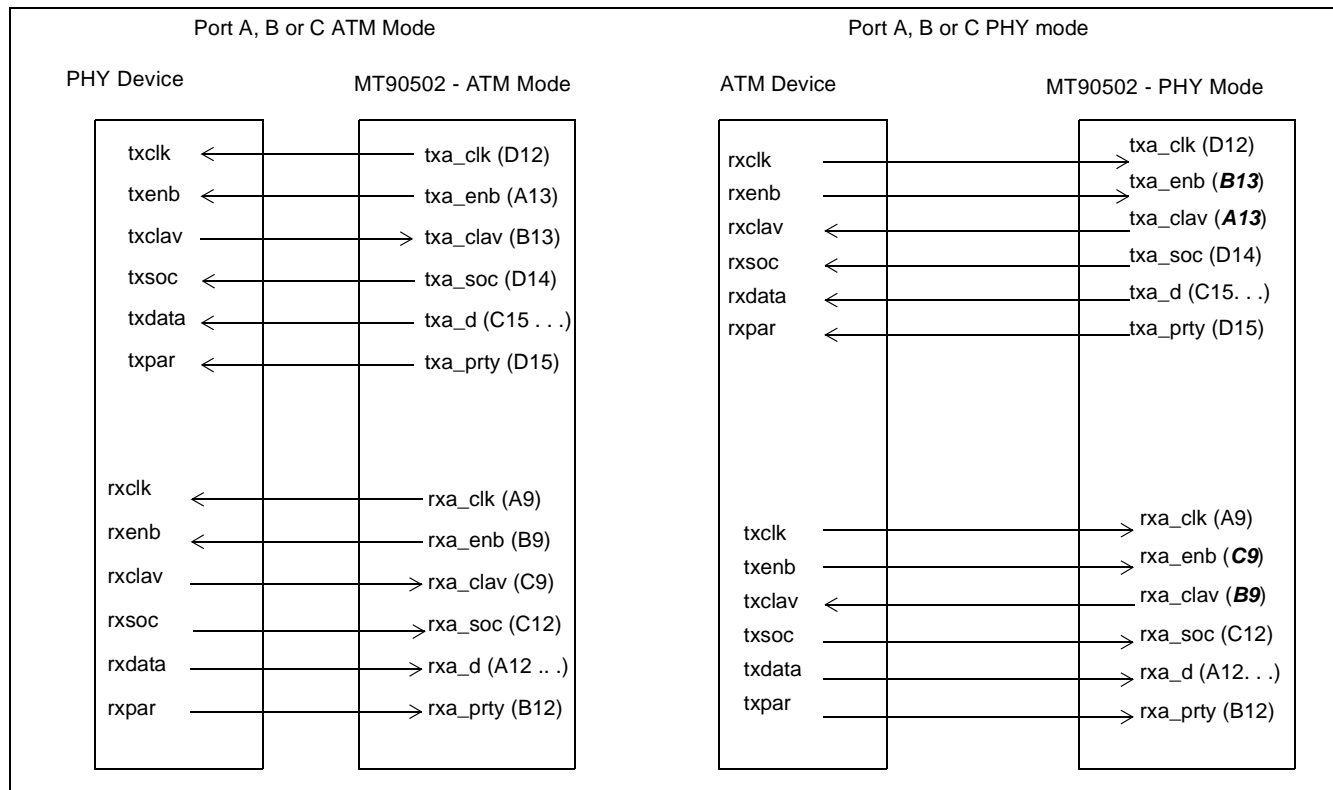 Port A, B or C ATM Mode
PHY Device
MT90502 - ATM Mode
txclk
txa_clk (D12)
txenb
txa_enb (A13)
txclav
txa_clav (B13)
txsoc
txa_soc (D14)
txdata
txa_d (C15 . . .)
txpar
txa_prty (D15)
rxclk
rxa_clk (A9)
rxenb
rxa_enb (B9)
rxclav
rxa_clav (C9)
rxsoc
rxa_soc (C12)
rxdata
rxa_d (A12 .. .)
rxpar
rxa_prty (B12)
Port A, B or C PHY mode
ATM Device
MT90502 - PHY Mode
rxclk
txa_clk (D12)
rxenb
txa_enb (B13)
rxclav
txa_clav (A13)
rxsoc
txa_soc (D14)
rxdata
txa_d (C15. . .)
rxpar
txa_prty (D15)
txclk
rxa_clk (A9)
txenb
rxa_enb (C9)
txclav
rxa_clav (B9)
txsoc
rxa_soc (C12)
txdata
rxa_d (A12. . .)
txpar
rxa_prty (B12)